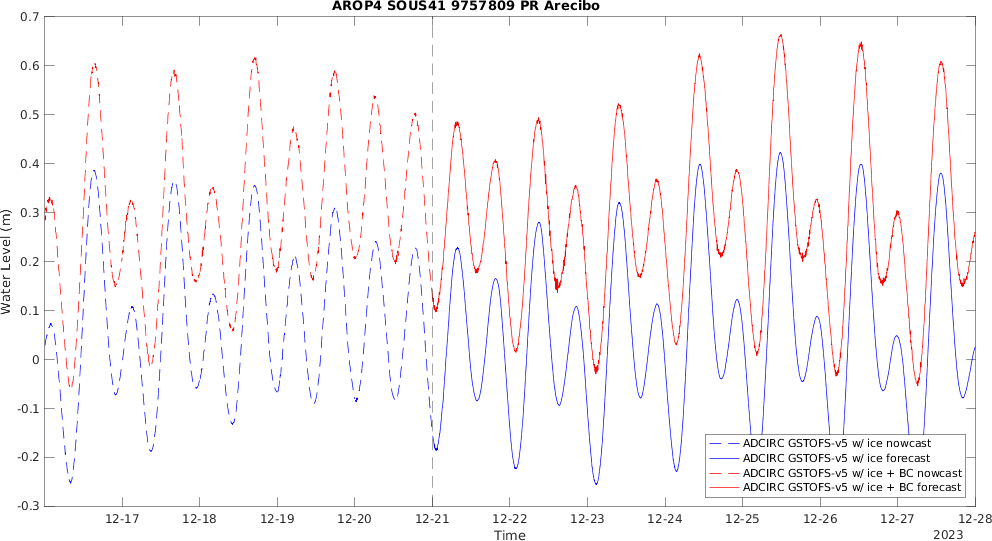 AROP4 SOUS41 9757809 PR Arecibo
Water Level (m)
0.7
0.6
0.5
0.4
0.3
0.2
0.1
0
-0.1
-0.2
-0.3
ADCIRC GSTOFS-v5 w/ ice nowcast
ADCIRC GSTOFS-v5 w/ ice forecast
ADCIRC GSTOFS-v5 w/ ice + BC nowcast
ADCIRC GSTOFS-v5 w/ ice + BC forecast
12-17 12-18 12-19 12-20 12-21 12-22 12-23 12-24 12-25 12-26 12-27 12-28
Time
2023